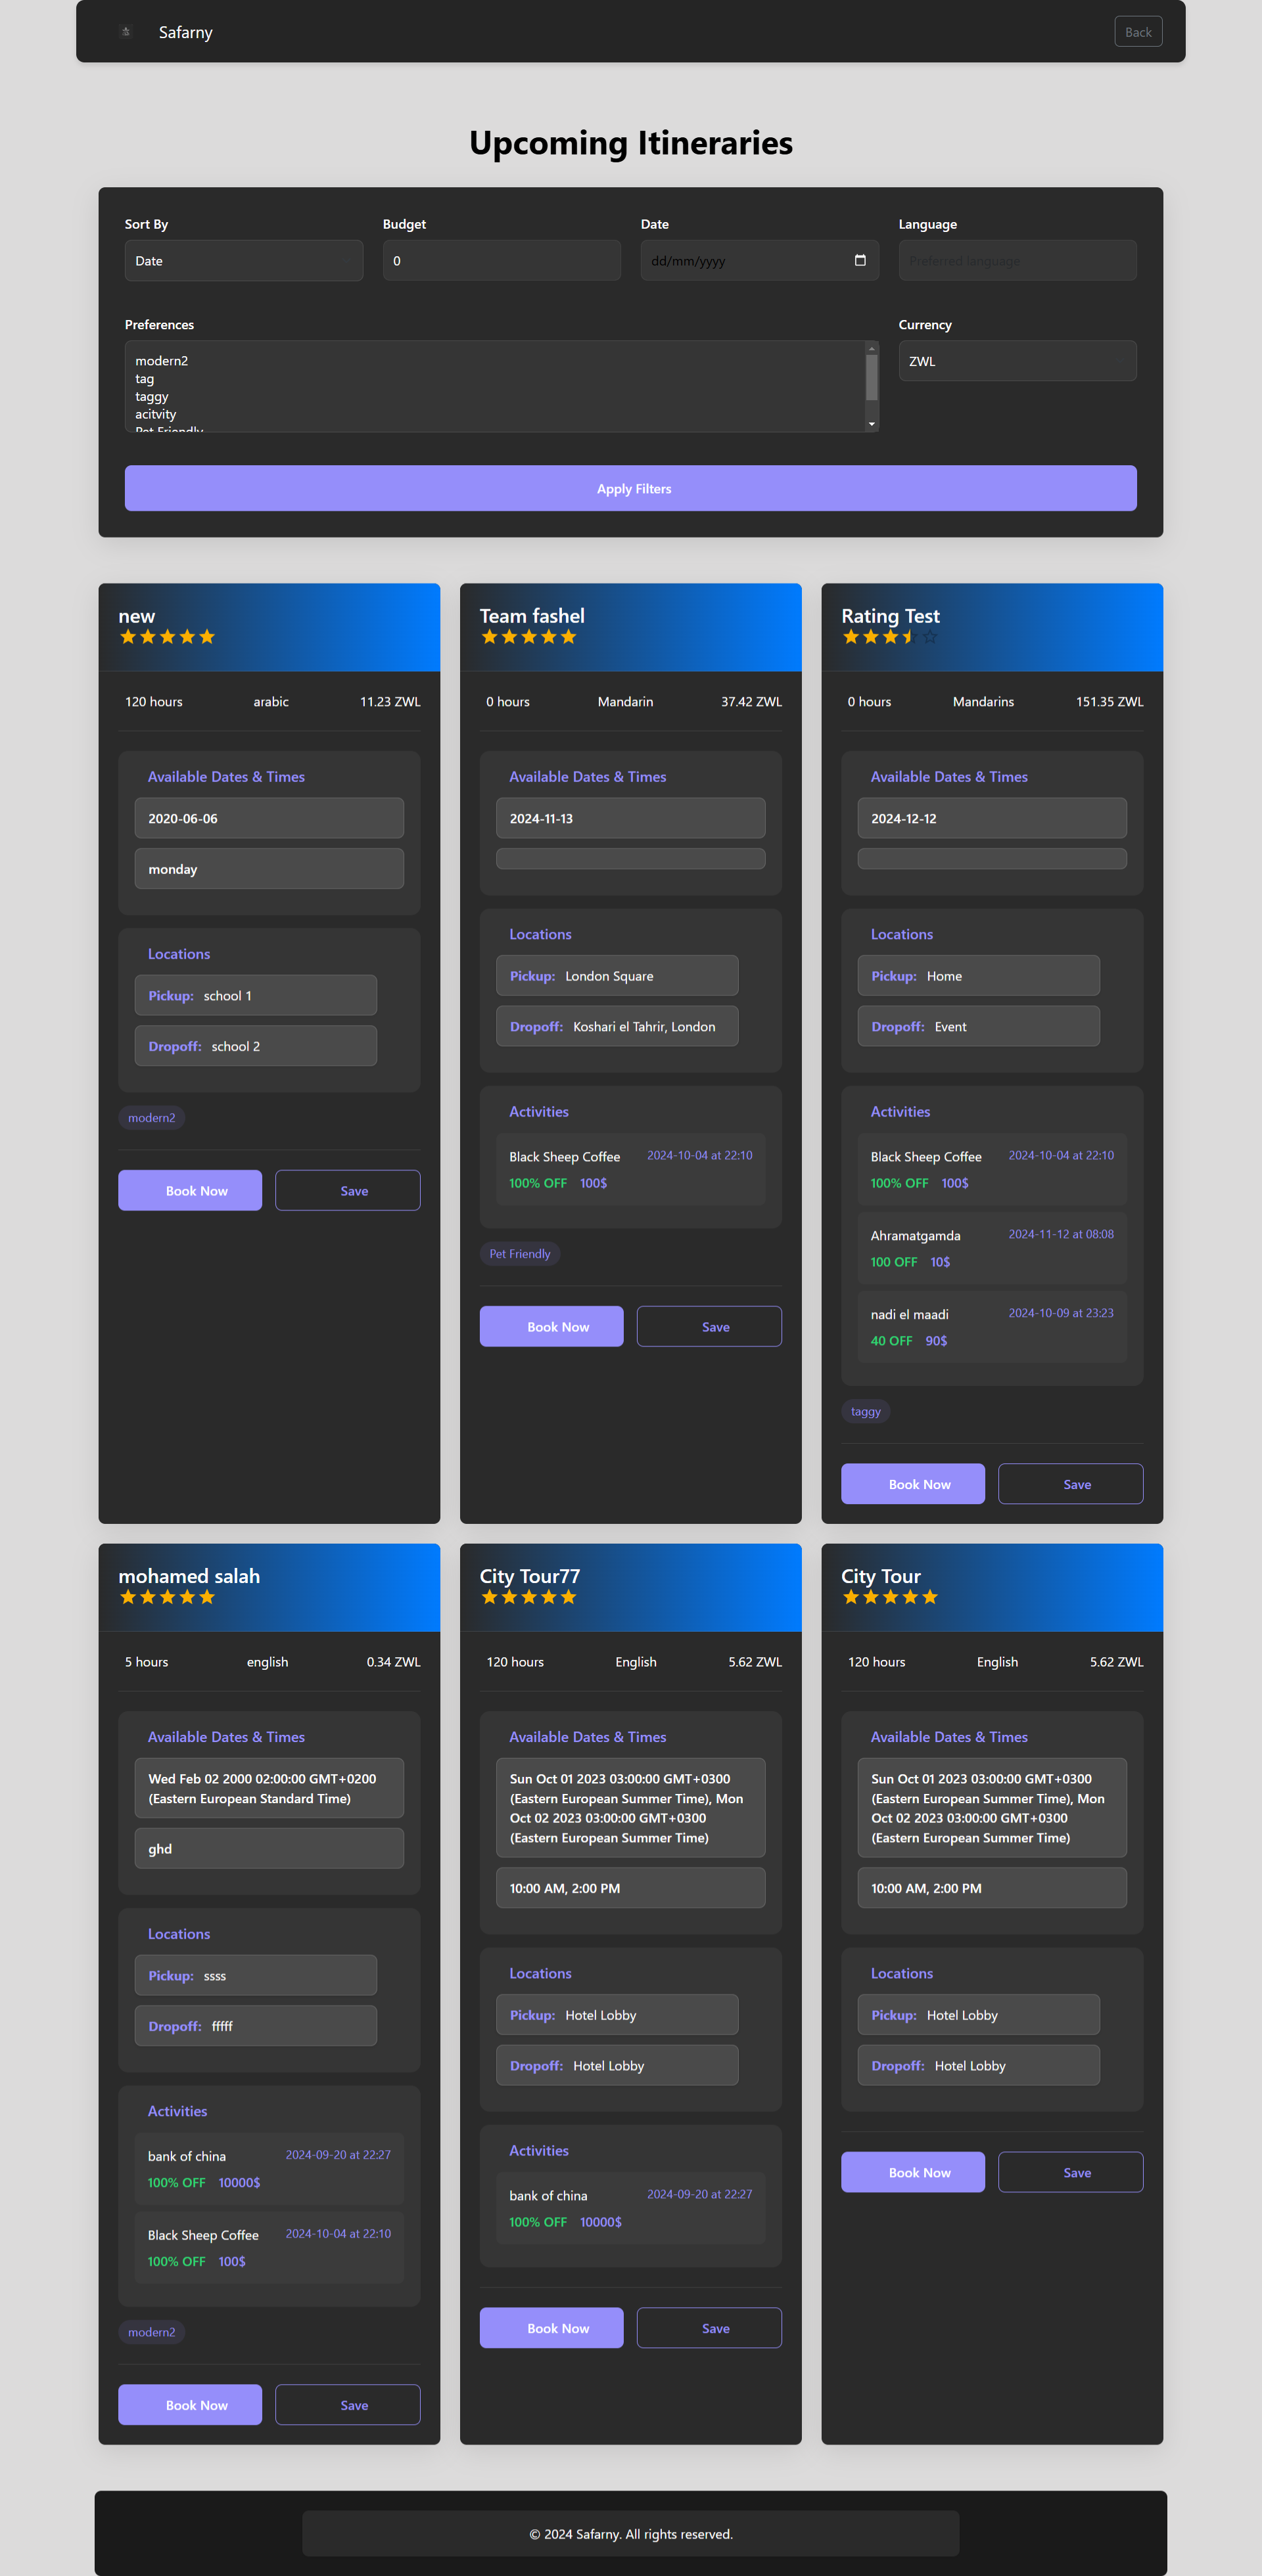 Safarny
Back
Upcoming Itineraries
Sort By
Budget
Date
Language
Date
0
dd/mm/yyyy
Preferred language
Preferences
Currency
modern2
tag
taggy
acitvity
Pet Friendly
ZWL
Apply Filters
new
120 hours arabic 11.23 ZWL
Available Dates & Times
2020-06-06
monday
Locations
Pickup: school 1
Dropoff: school 2
modern2
Book Now Save
Team fashel
0 hours Mandarin 37.42 ZWL
Available Dates & Times
2024-11-13
Locations
Pickup: London Square
Dropoff: Koshari el Tahrir, London
Activities
Black Sheep Coffee 2024-10-04 at 22:10
100% OFF 100$
Pet Friendly
Book Now Save
Rating Test
0 hours Mandarins 151.35 ZWL
Available Dates & Times
2024-12-12
Locations
Pickup: Home
Dropoff: Event
Activities
Black Sheep Coffee 2024-10-04 at 22:10
100% OFF 100$
Ahramatgamda 2024-11-12 at 08:08
100 OFF 10$
nadi el maadi 2024-10-09 at 23:23
40 OFF 90$
taggy
Book Now Save
mohamed salah
5 hours english 0.34 ZWL
Available Dates & Times
Wed Feb 02 2000 02:00:00 GMT+0200
(Eastern European Standard Time)
ghd
Locations
Pickup: ssss
Dropoff: fffff
Activities
bank of china 2024-09-20 at 22:27
100% OFF 10000$
Black Sheep Coffee 2024-10-04 at 22:10
100% OFF 100$
modern2
Book Now Save
City Tour77
120 hours English 5.62 ZWL
Available Dates & Times
Sun Oct 01 2023 03:00:00 GMT+0300
(Eastern European Summer Time), Mon
Oct 02 2023 03:00:00 GMT+0300
(Eastern European Summer Time)
10:00 AM, 2:00 PM
Locations
Pickup: Hotel Lobby
Dropoff: Hotel Lobby
Activities
bank of china 2024-09-20 at 22:27
100% OFF 10000$
Book Now Save
City Tour
120 hours English 5.62 ZWL
Available Dates & Times
Sun Oct 01 2023 03:00:00 GMT+0300
(Eastern European Summer Time), Mon
Oct 02 2023 03:00:00 GMT+0300
(Eastern European Summer Time)
10:00 AM, 2:00 PM
Locations
Pickup: Hotel Lobby
Dropoff: Hotel Lobby
Book Now Save
© 2024 Safarny. All rights reserved.